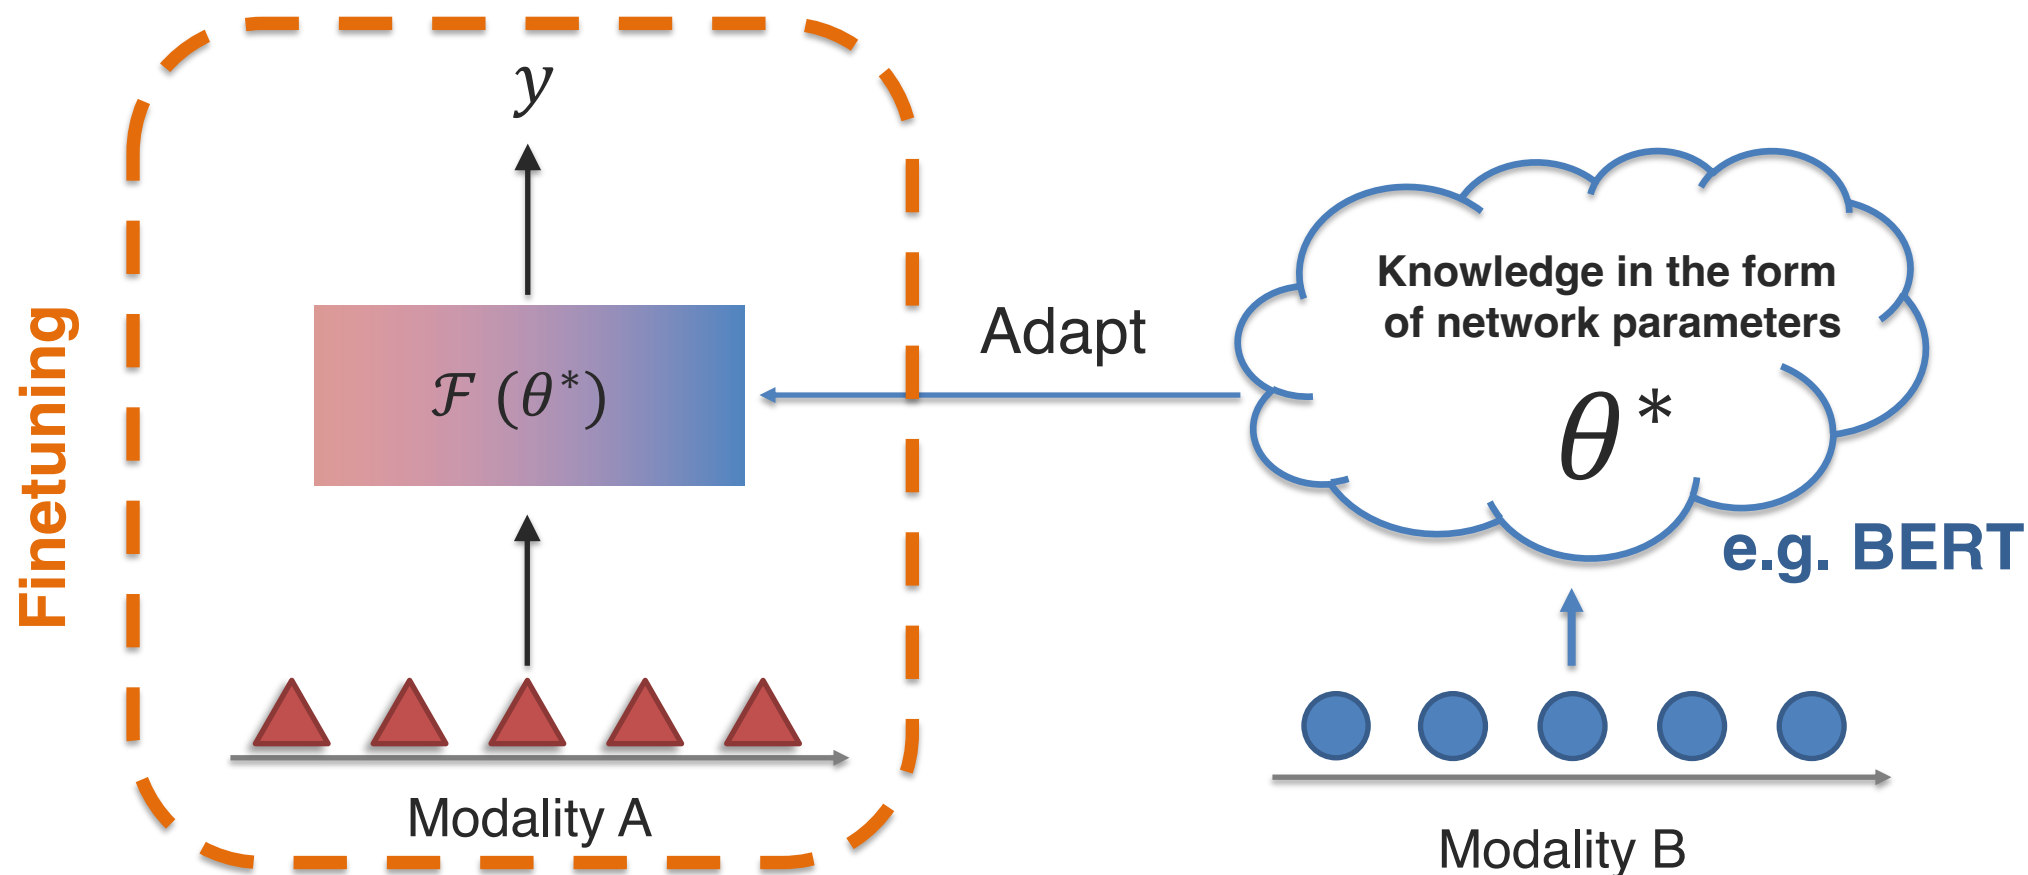 Finetuning
y
ℱ (θ*)
Modality A
Adapt
Knowledge in the form
of network parameters
θ*
e.g. BERT
Modality B